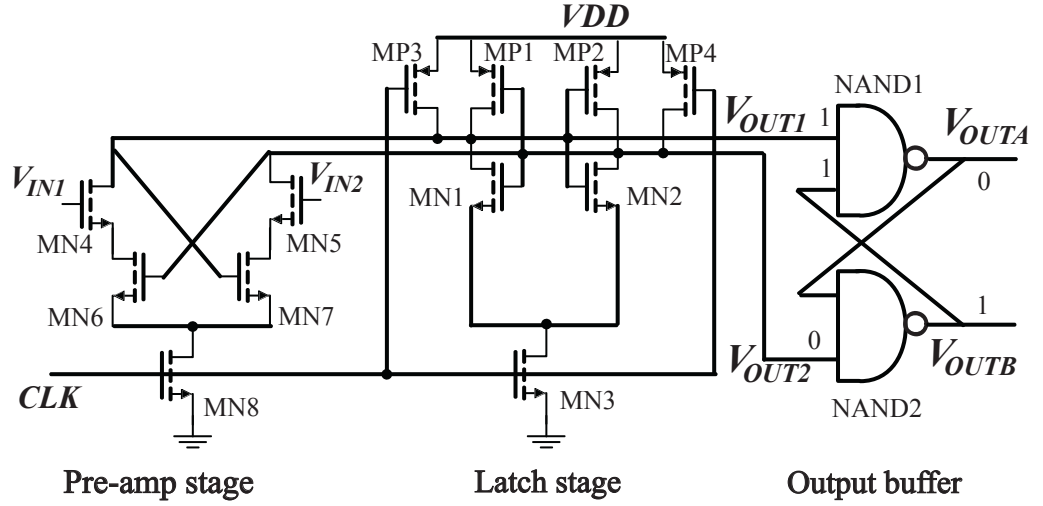 VDD
MP3 MP1 MP2 MP4
NAND1
VOUT1 1 VOUTA
1 0
VIN1 VIN2
MN1 MN2
MN4 MN5
MN6 MN7
1
0
VOUT2 VOUTB
CLK
MN8 MN3
NAND2
Pre-amp stage Latch stage Output buffer